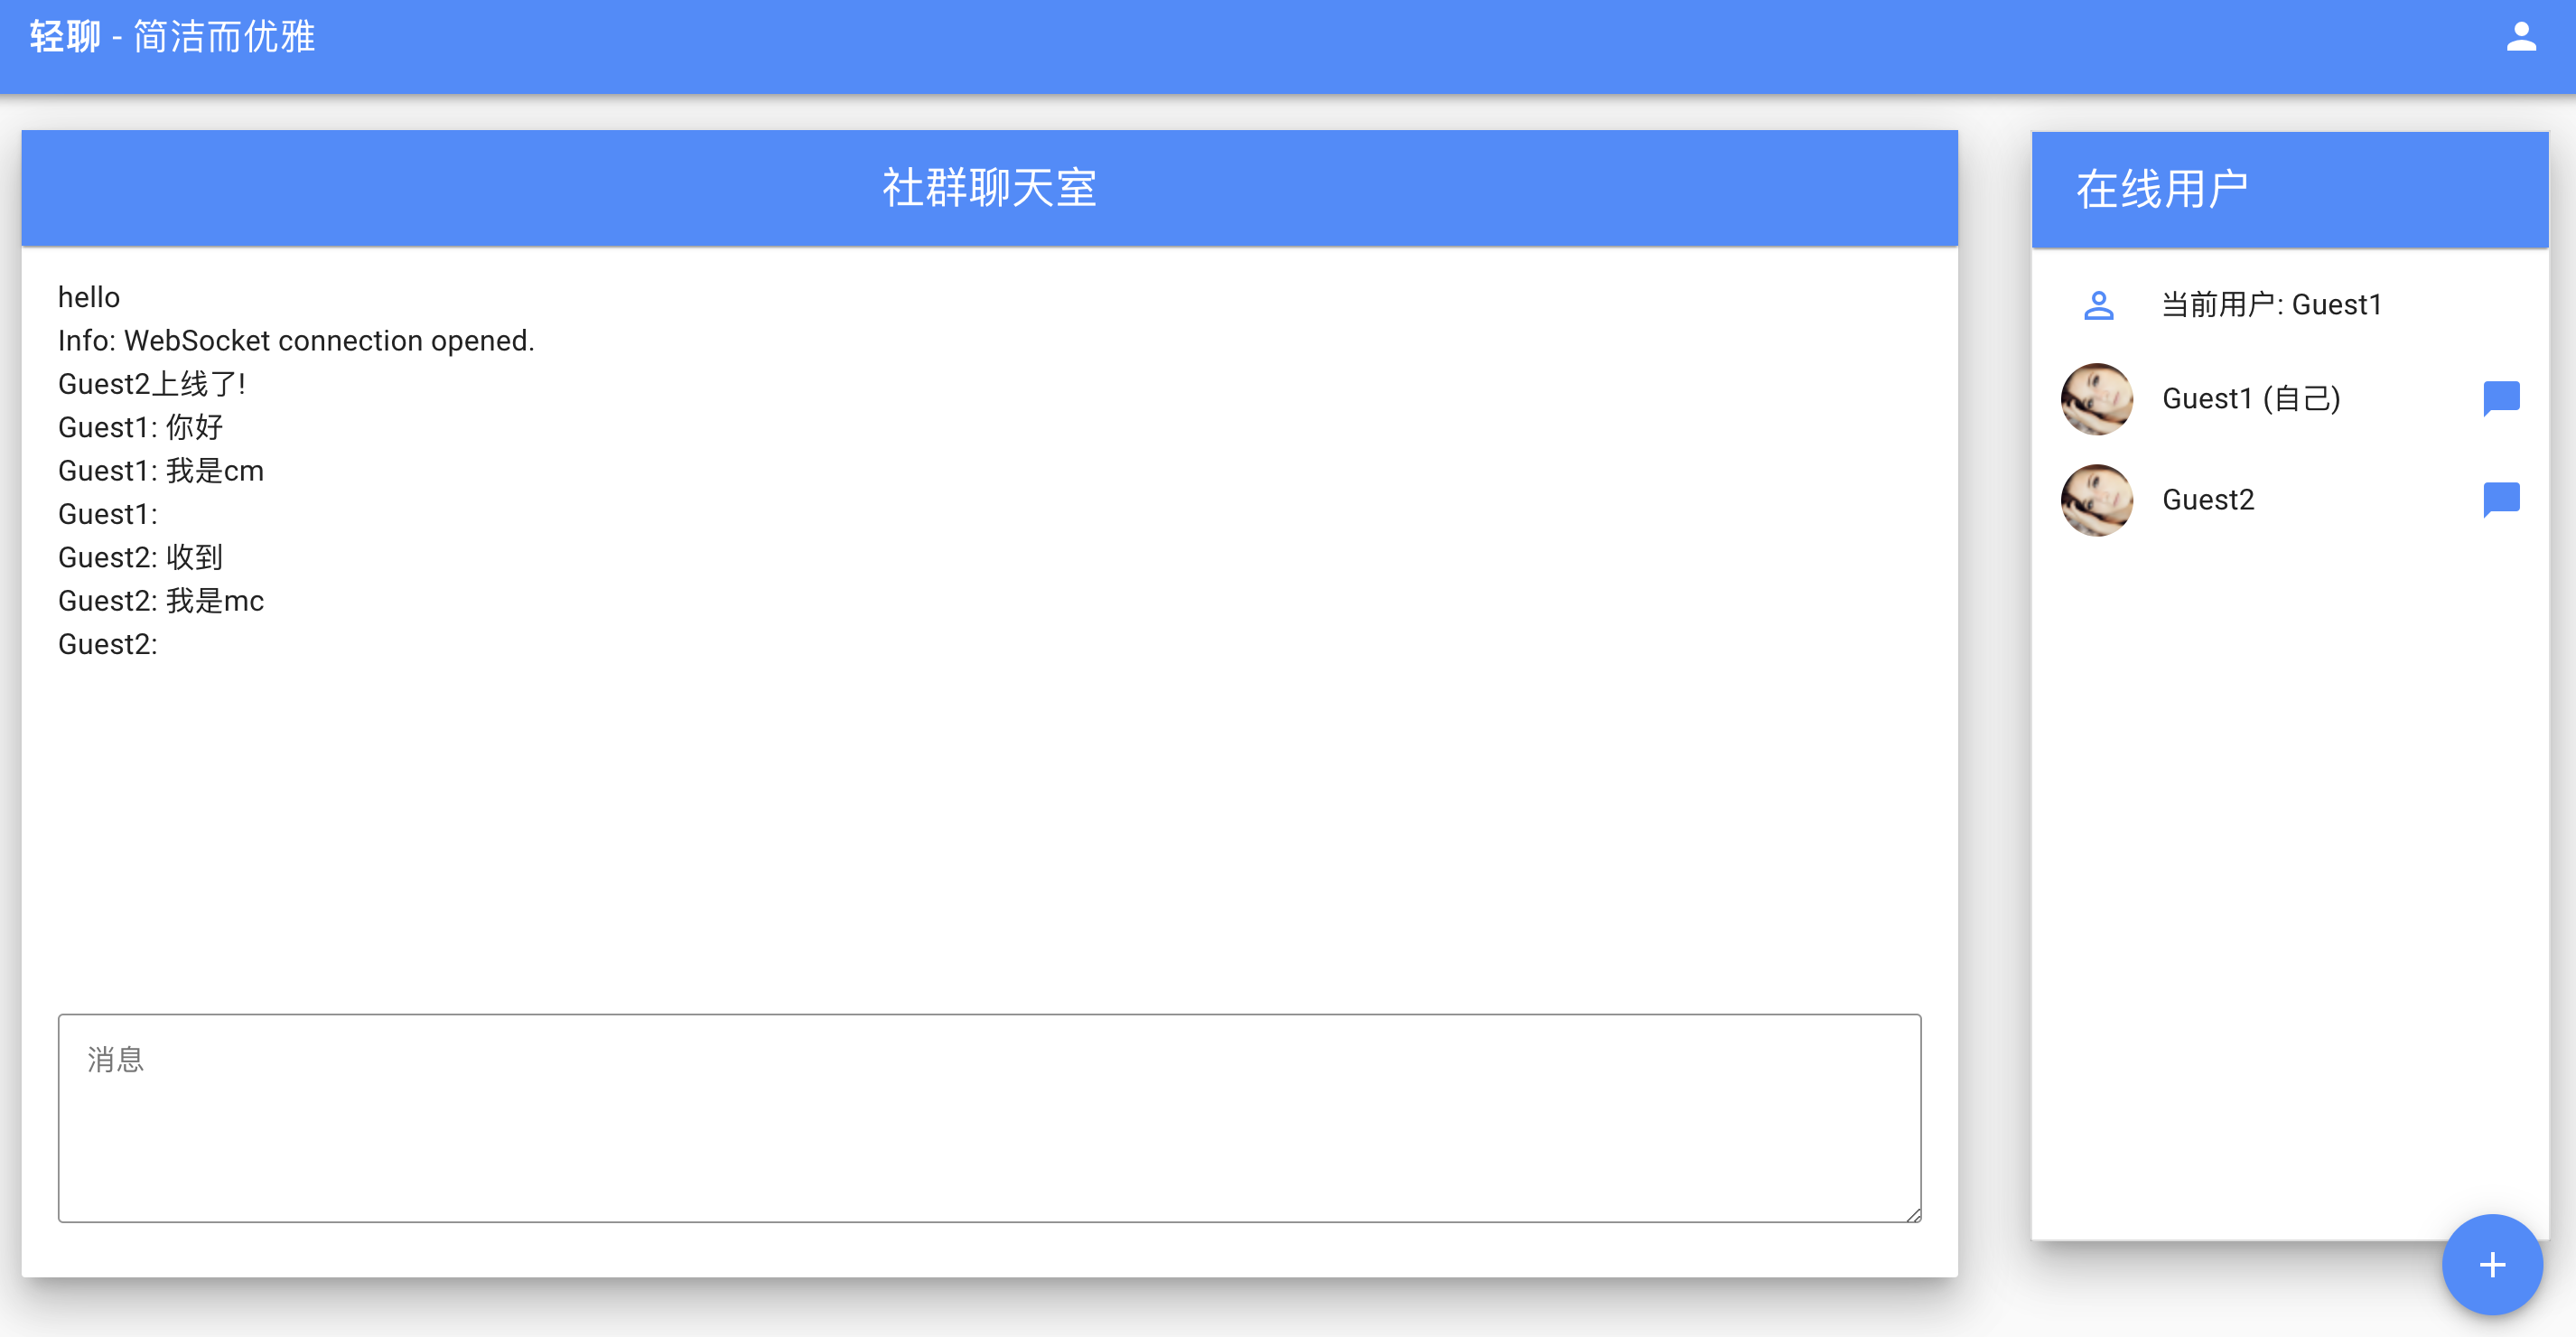 轻聊 - 简洁而优雅
社群聊天室
hello
Info: WebSocket connection opened.
Guest2上线了!
Guest1: 你好
Guest1: 我是cm
Guest1:
Guest2: 收到
Guest2: 我是mc
Guest2:
消息
在线用户
当前用户: Guest1
Guest1 (自己)
Guest2